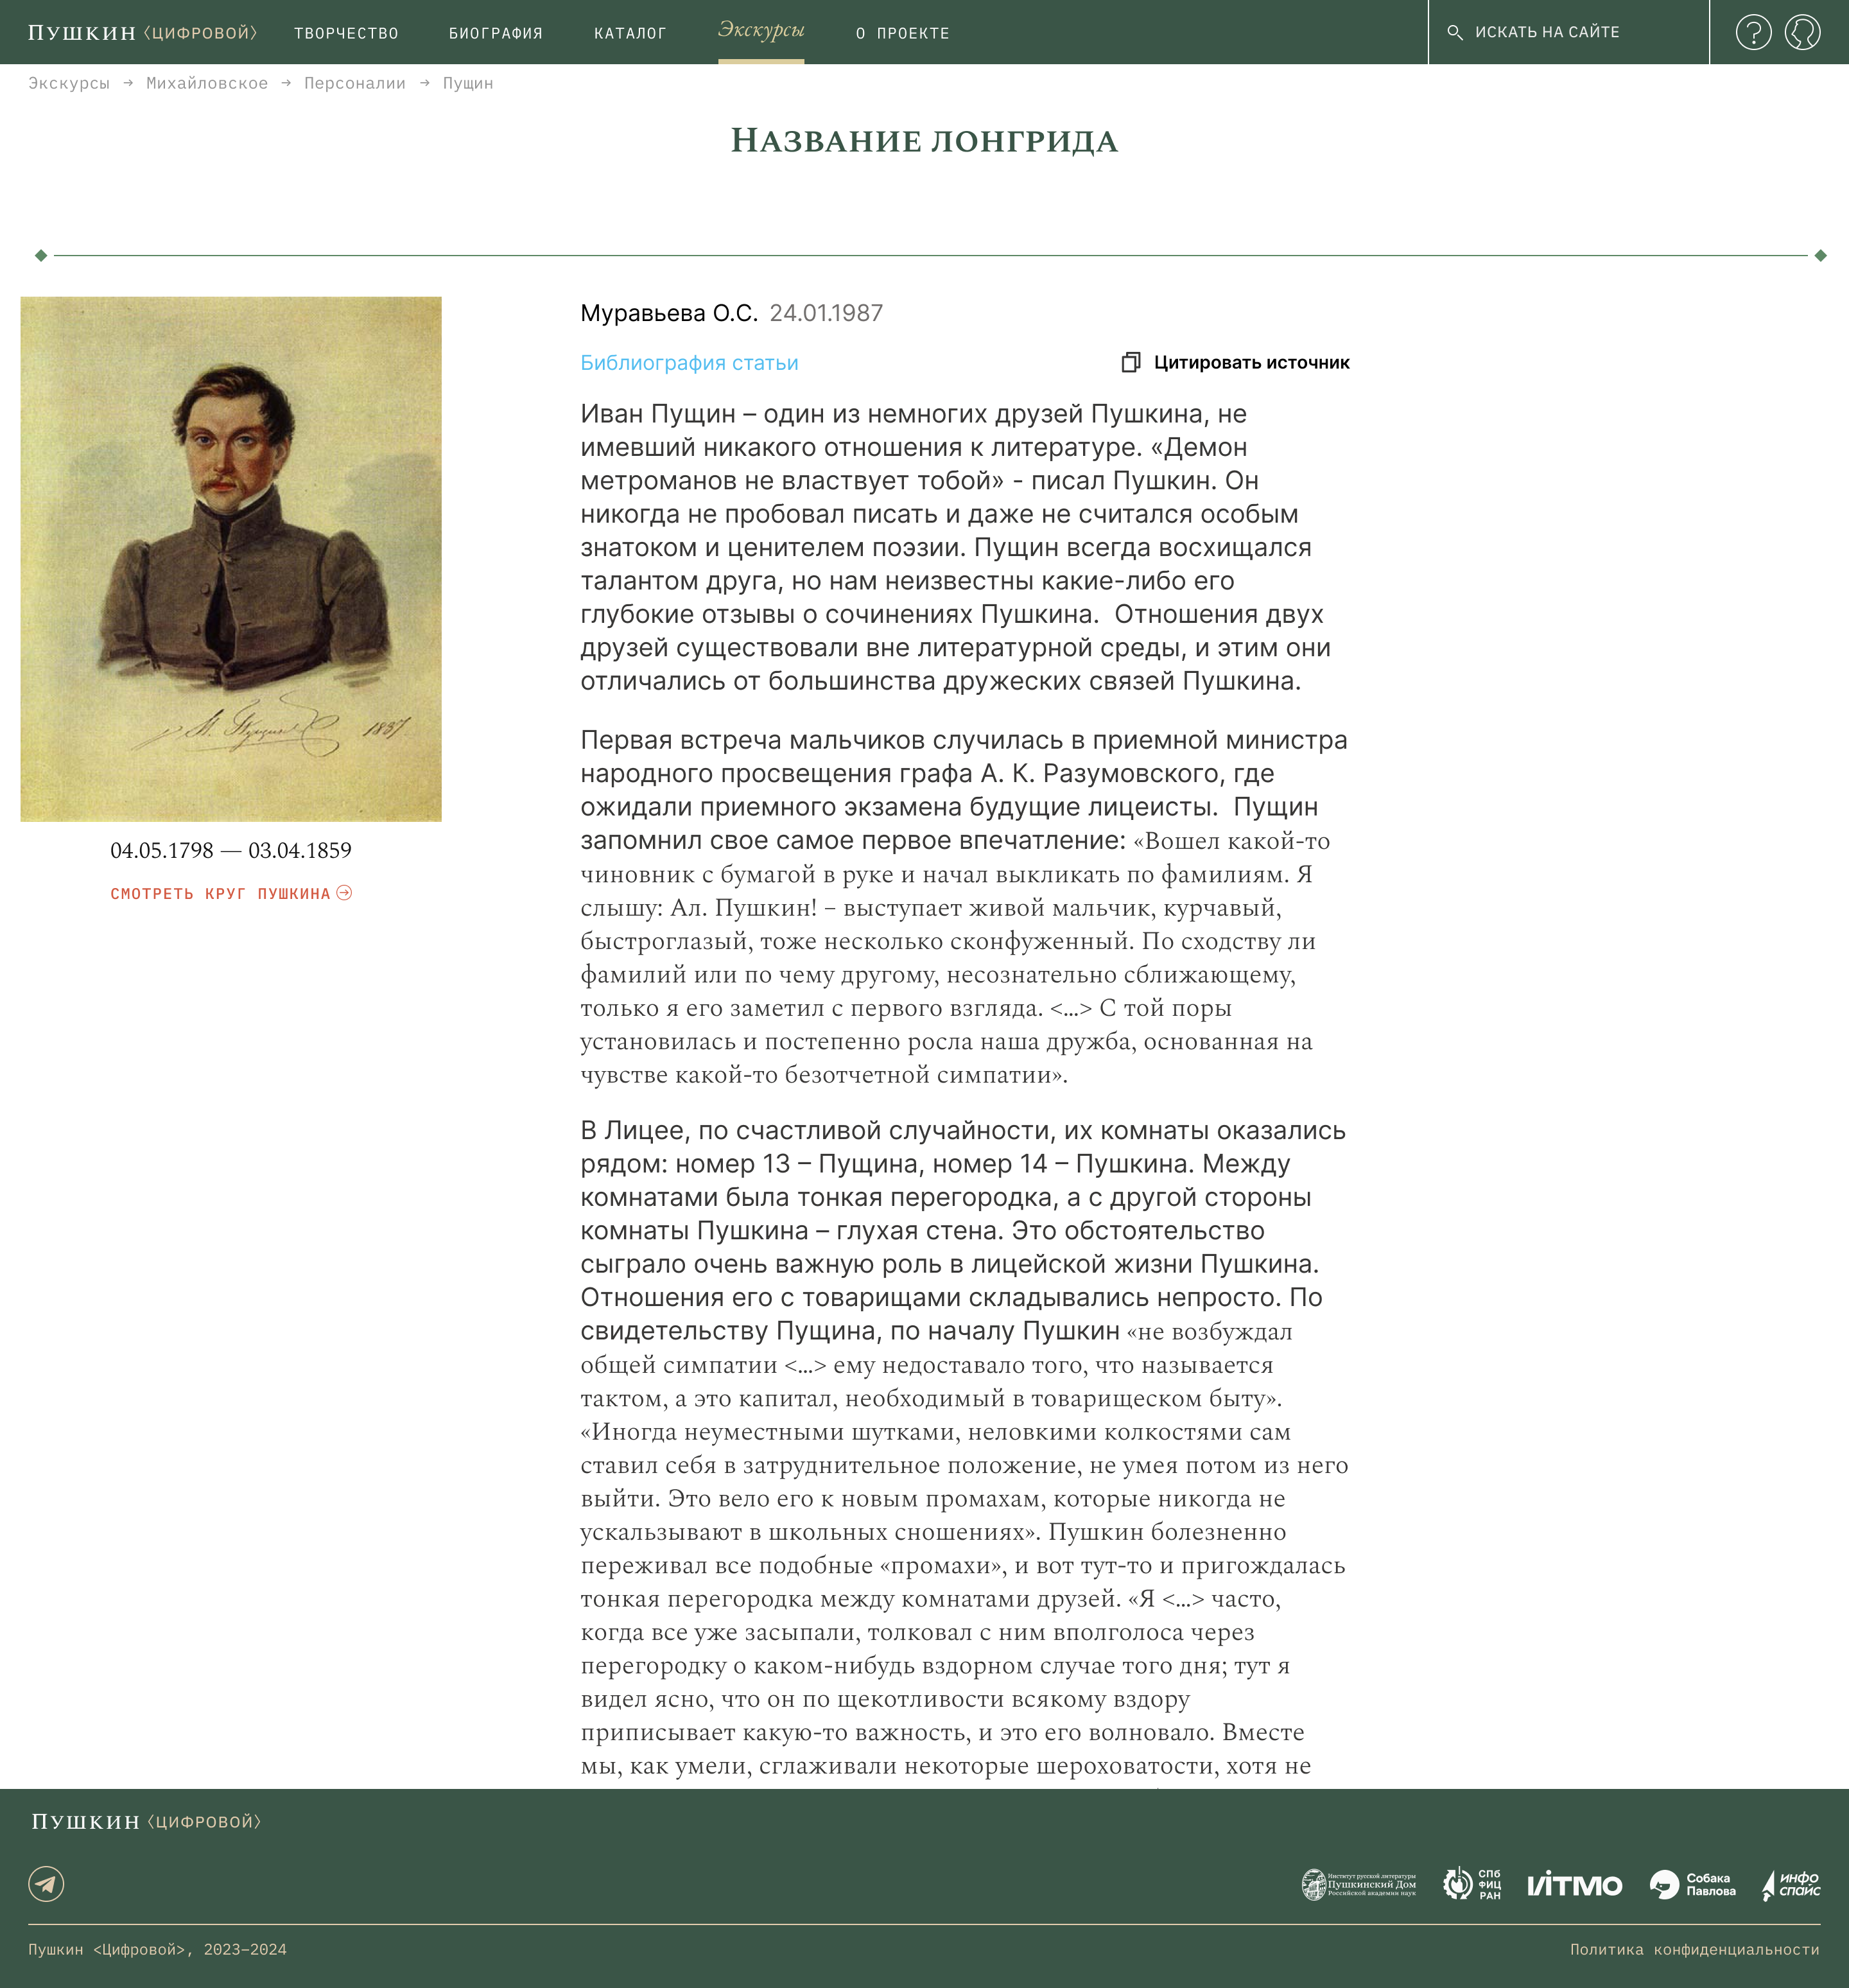 Пушкин 〈ЦИФРОВОЙ〉 ТВОРЧЕСТВО БИОГРАФИЯ КАТАЛОГ Экскурсы О ПРОЕКТЕ ИСКАТЬ НА САЙТЕ ?
Экскурсы → Михайловское → Персоналии → Пущин
Название лонгрида
Муравьева О.С. 24.01.1987
Библиография статьи
Цитировать источник
1837
04.05.1798 — 03.04.1859
СМОТРЕТЬ КРУГ ПУШКИНА
Иван Пущин – один из немногих друзей Пушкина, не
имевший никакого отношения к литературе. «Демон
метроманов не властвует тобой» - писал Пушкин. Он
никогда не пробовал писать и даже не считался особым
знатоком и ценителем поэзии. Пущин всегда восхищался
талантом друга, но нам неизвестны какие-либо его
глубокие отзывы о сочинениях Пушкина.  Отношения двух
друзей существовали вне литературной среды, и этим они
отличались от большинства дружеских связей Пушкина.
Первая встреча мальчиков случилась в приемной министра
народного просвещения графа А. К. Разумовского, где
ожидали приемного экзамена будущие лицеисты.  Пущин
запомнил свое самое первое впечатление: «Вошел какой-то
чиновник с бумагой в руке и начал выкликать по фамилиям. Я
слышу: Ал. Пушкин! – выступает живой мальчик, курчавый,
быстроглазый, тоже несколько сконфуженный. По сходству ли
фамилий или по чему другому, несознательно сближающему,
только я его заметил с первого взгляда. <...> С той поры
установилась и постепенно росла наша дружба, основанная на
чувстве какой-то безотчетной симпатии».
В Лицее, по счастливой случайности, их комнаты оказались
рядом: номер 13 – Пущина, номер 14 – Пушкина. Между
комнатами была тонкая перегородка, а с другой стороны
комнаты Пушкина – глухая стена. Это обстоятельство
сыграло очень важную роль в лицейской жизни Пушкина.
Отношения его с товарищами складывались непросто. По
свидетельству Пущина, по началу Пушкин «не возбуждал
общей симпатии <...> ему недоставало того, что называется
тактом, а это капитал, необходимый в товарищеском быту».
«Иногда неуместными шутками, неловкими колкостями сам
ставил себя в затруднительное положение, не умея потом из него
выйти. Это вело его к новым промахам, которые никогда не
ускальзывают в школьных сношениях». Пушкин болезненно
переживал все подобные «промахи», и вот тут-то и пригождалась
тонкая перегородка между комнатами друзей. «Я <...> часто,
когда все уже засыпали, толковал с ним вполголоса через
перегородку о каком-нибудь вздорном случае того дня; тут я
видел ясно, что он по щекотливости всякому вздору
приписывает какую-то важность, и это его волновало. Вместе
мы, как умели, сглаживали некоторые шероховатости, хотя не
Пушкин 〈ЦИФРОВОЙ〉
Институт русской литературы
Пушкинский Дом
Российской академии наук
СПб
ФИЦ
РАН
ИТМО
Собака
Павлова
инфо
спайс
Пушкин <Цифровой>, 2023–2024
Политика конфиденциальности